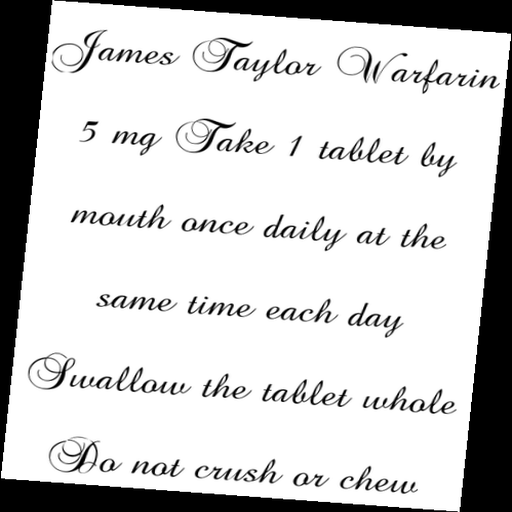 James Taylor Warfarin
5 mg Take 1 tablet by
mouth once daily at the
same time each day
Swallow the tablet whole
Do not crush or chew